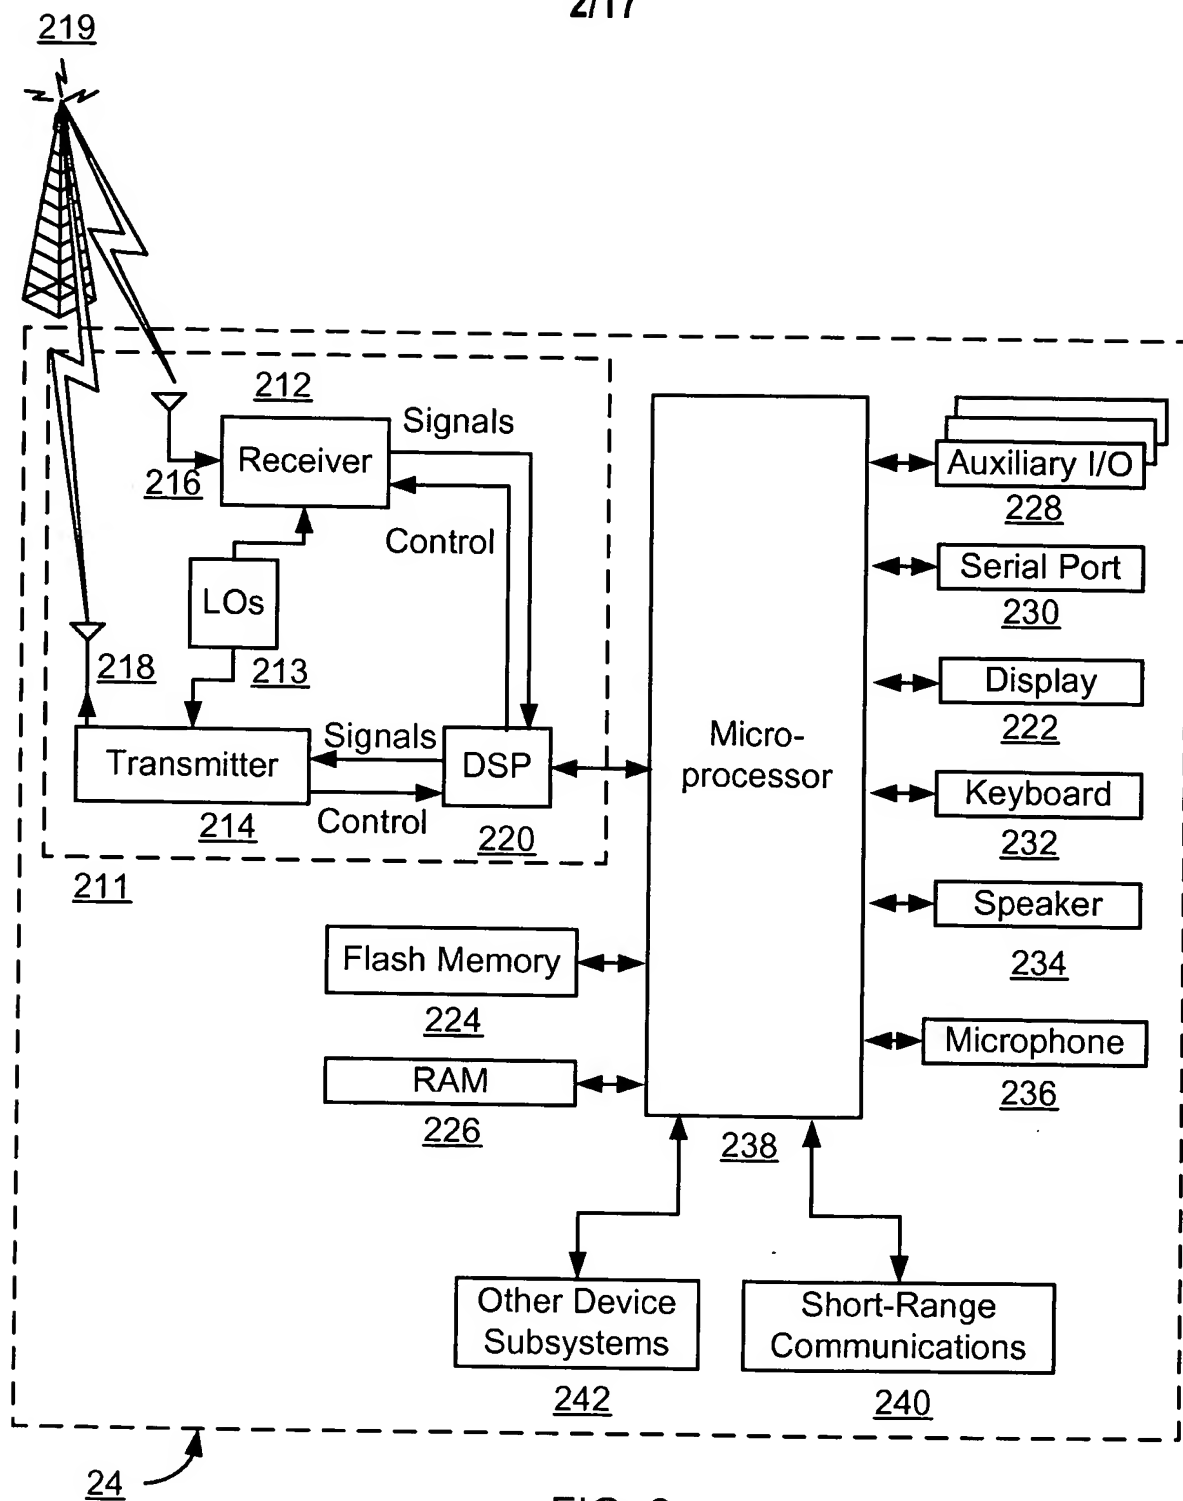 2/17
219
212
Signals
Receiver
216
Control
LOs
218
213
Signals
Transmitter
DSP
214
Control
220
211
Micro-
processor
238
Auxiliary I/O
228
Serial Port
230
Display
222
Keyboard
232
Speaker
234
Microphone
236
Flash Memory
224
RAM
226
Other Device
Subsystems
242
Short-Range
Communications
240
24